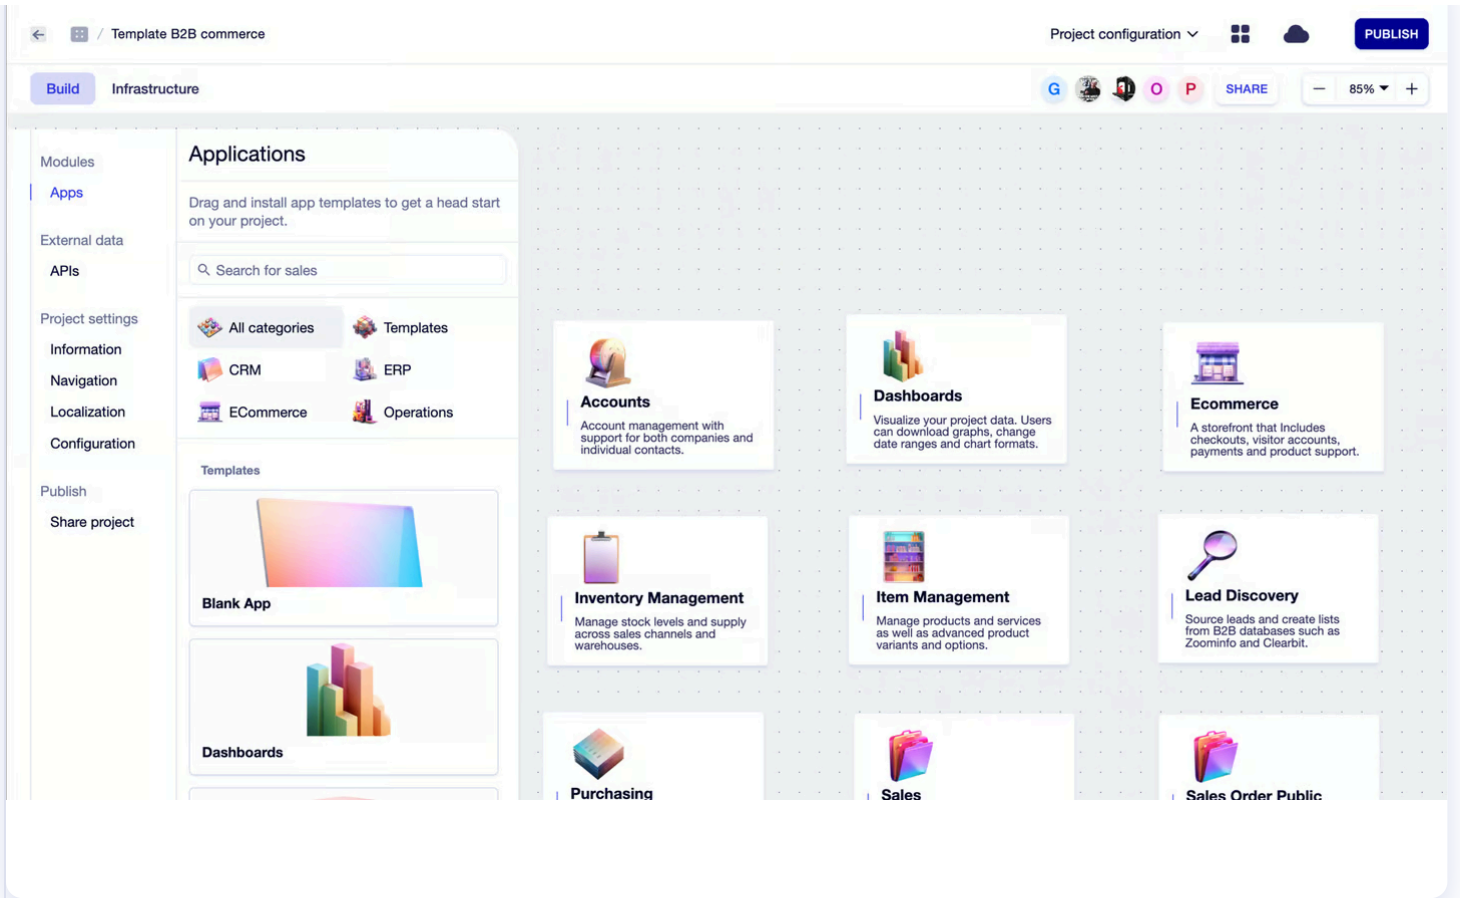 / Template B2B commerce
Project configuration
PUBLISH
Build
Infrastructure
G
O
P
SHARE
85%
Modules
Apps
External data
APIs
Project settings
Information
Navigation
Localization
Configuration
Publish
Share project
Applications
Drag and install app templates to get a head start
on your project.
Search for sales
All categories
Templates
CRM
ERP
ECommerce
Operations
Templates
Blank App
Dashboards
Accounts
Account management with
support for both companies and
individual contacts.
Dashboards
Visualize your project data. Users
can download graphs, change
date ranges and chart formats.
Ecommerce
A storefront that Includes
checkouts, visitor accounts,
payments and product support.
Inventory Management
Manage stock levels and supply
across sales channels and
warehouses.
Item Management
Manage products and services
as well as advanced product
variants and options.
Lead Discovery
Source leads and create lists
from B2B databases such as
Zoominfo and Clearbit.
Purchasing
Sales
Sales Order Public